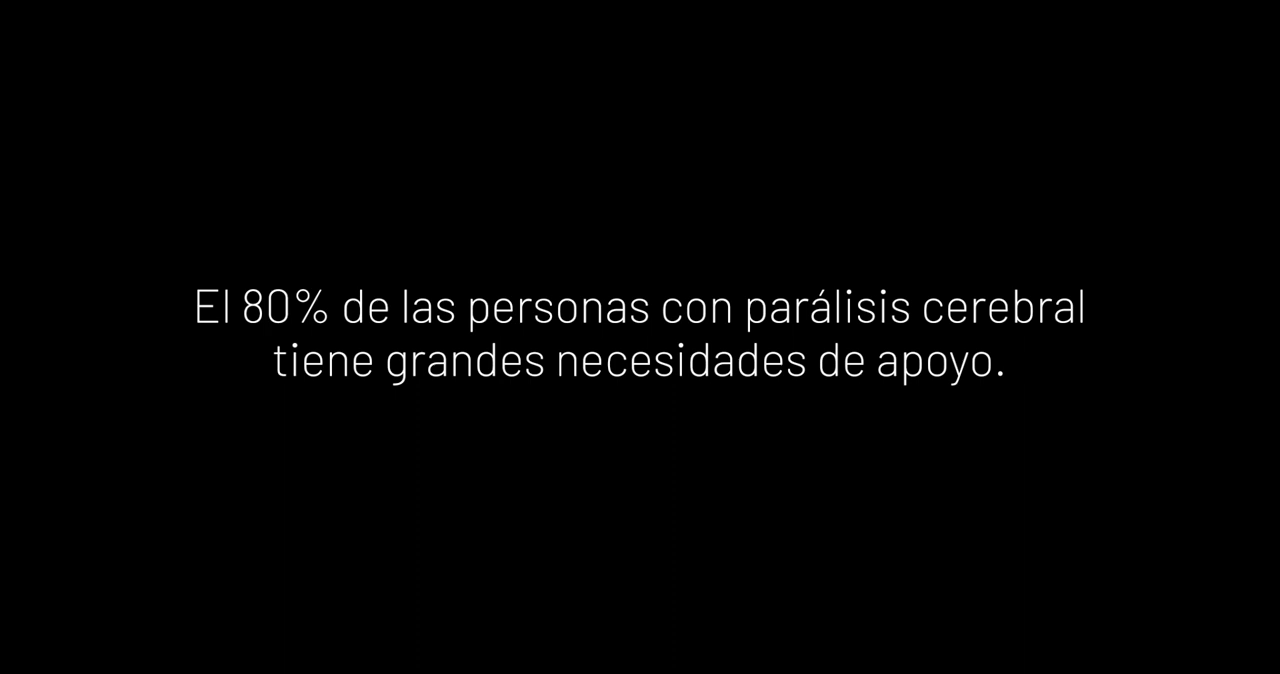 El 80% de las personas con parálisis cerebral
tiene grandes necesidades de apoyo.